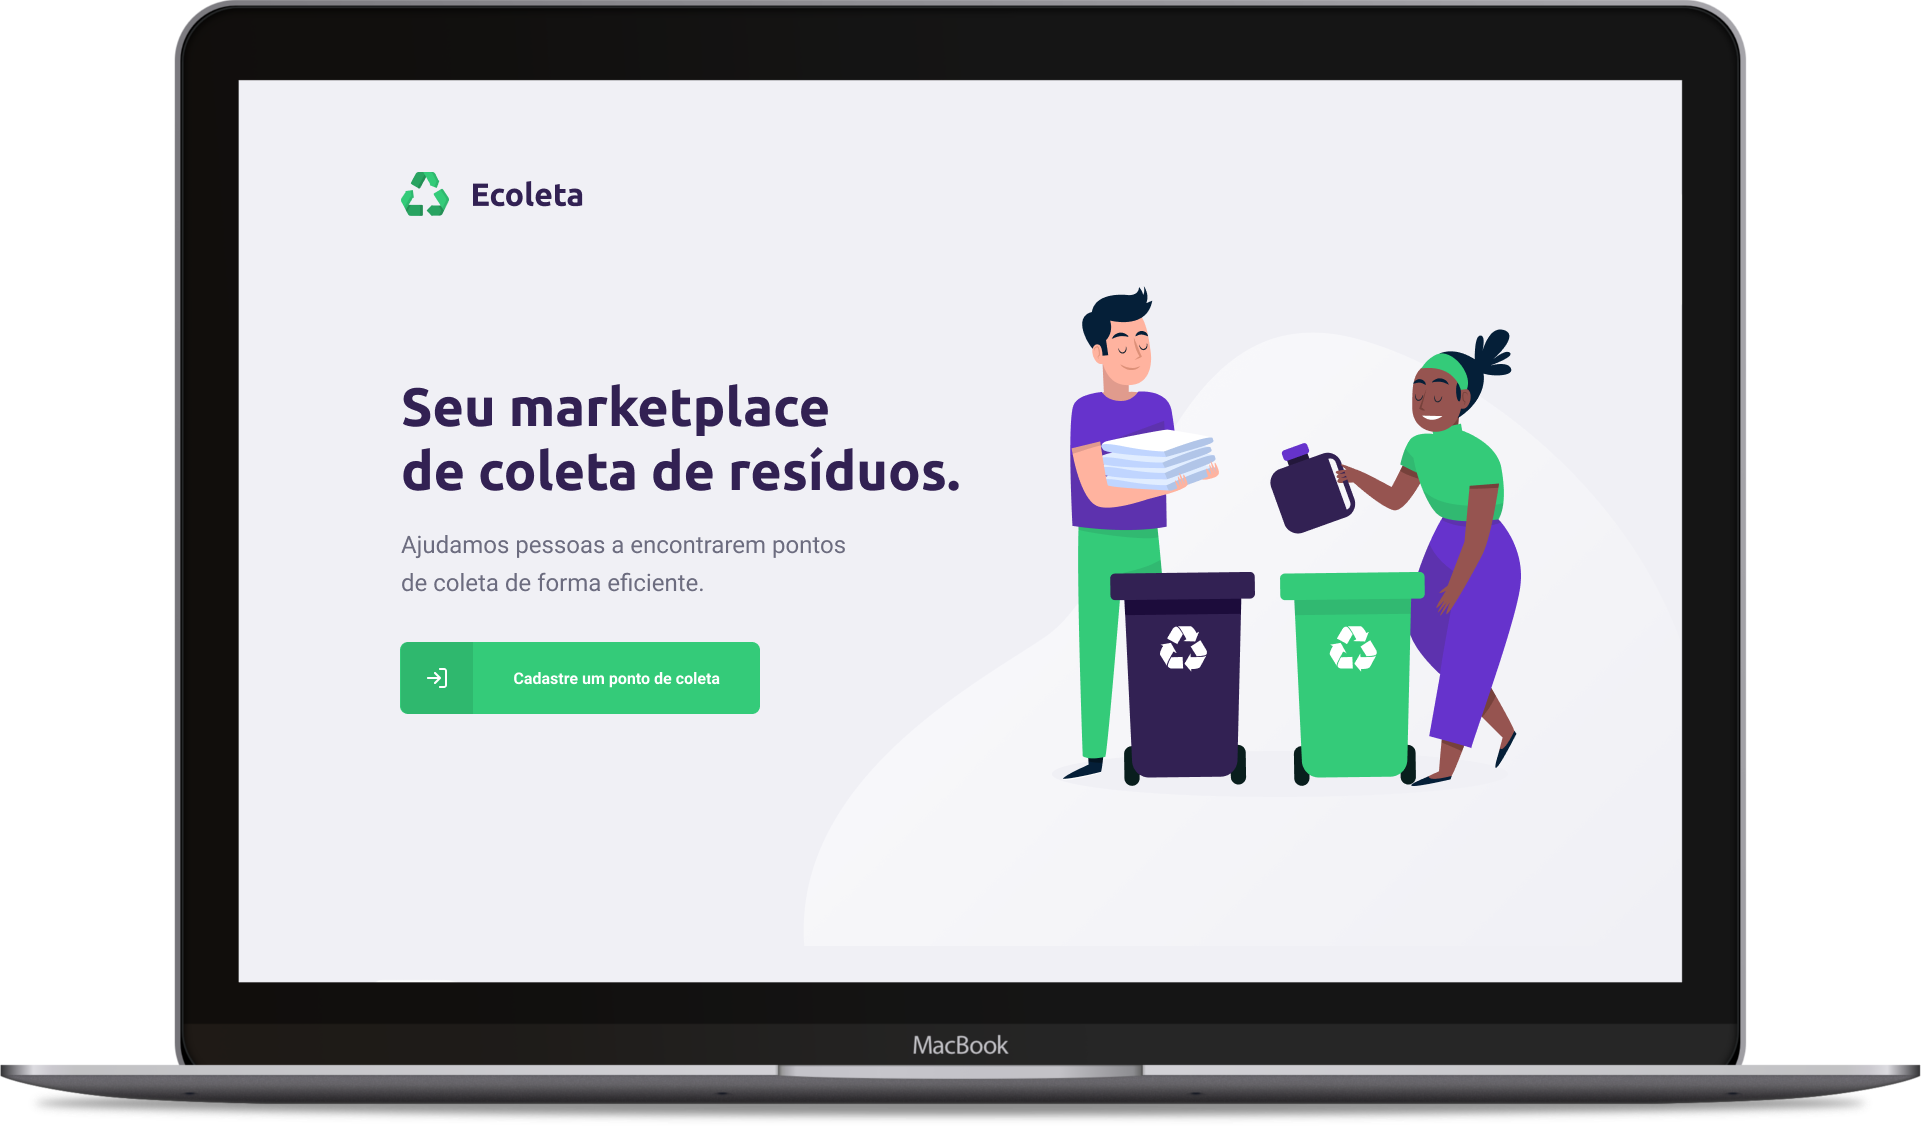 Ecoleta
Seu marketplace
de coleta de resíduos.
Ajudamos pessoas a encontrarem pontos
de coleta de forma eficiente.
Cadastre um ponto de coleta
MacBook